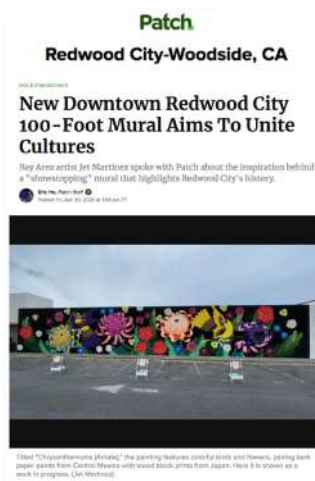 Patch
Redwood City-Woodside, CA
New Downtown Redwood City
100-Foot Mural Aims To Unite
Cultures
Bay Area artist Jet Martinez spoke with Patch about the inspiration behind
a "showstopping" mural that highlights Redwood City's history.
Patch Staff
Titled "Chrysanthemums (Amate)," the painting features colorful birds and flowers, pairing bark
paper paints from Central Mexico with wood block prints from Japan. Here it is shown as a
work in progress. (Jet Martinez)